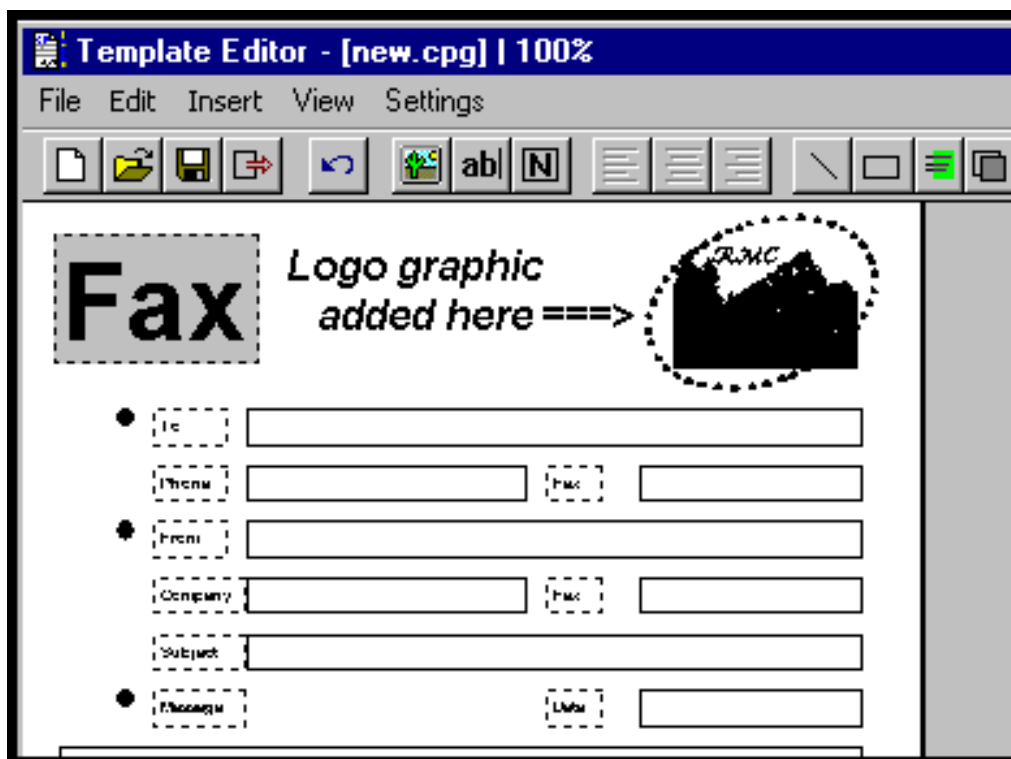 Template Editor - [new.cpg] | 100%
File Edit Insert View Settings
ab| N
RMC
Fax Logo graphic
added here ===>
To
Phone Fax
From
Company Fax
Subject
Message Date